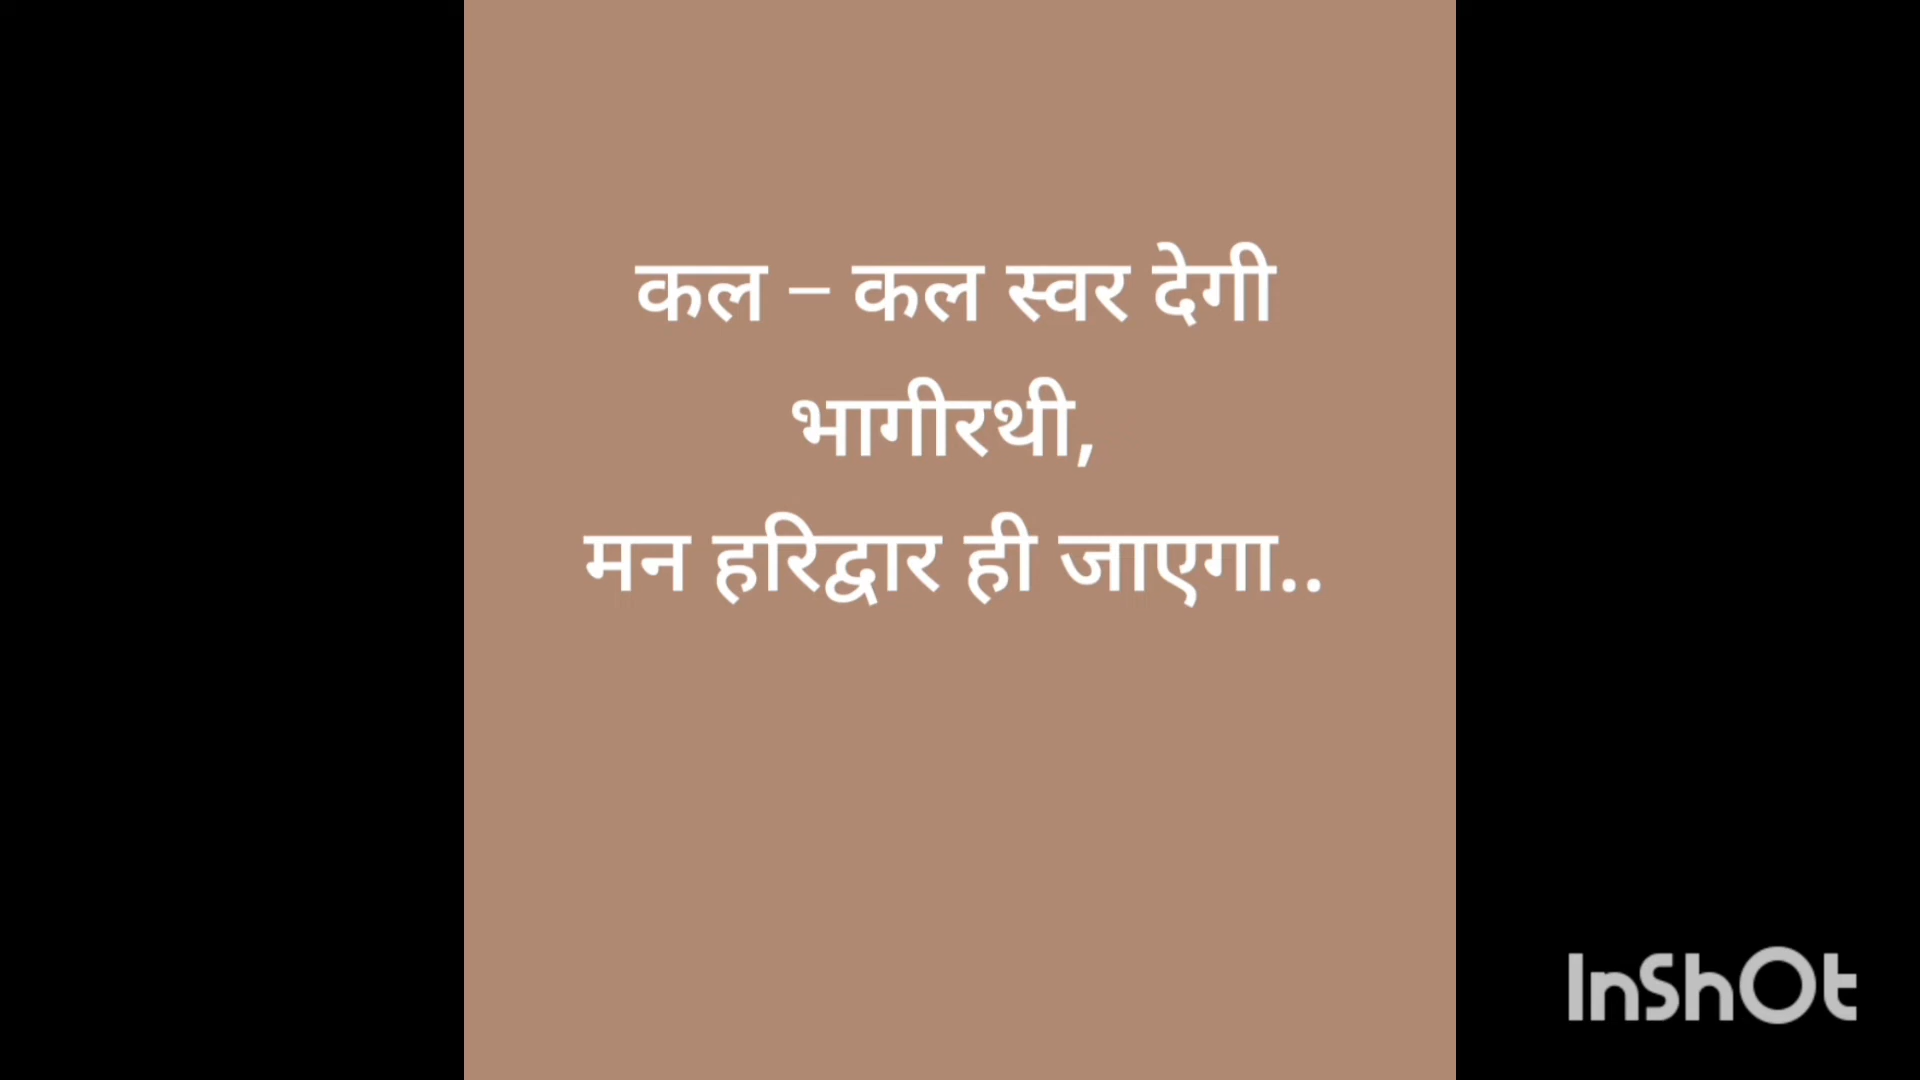 कल – कल स्वर देगी
भागीरथी,
मन हरिद्वार ही जाएगा..
InShOt